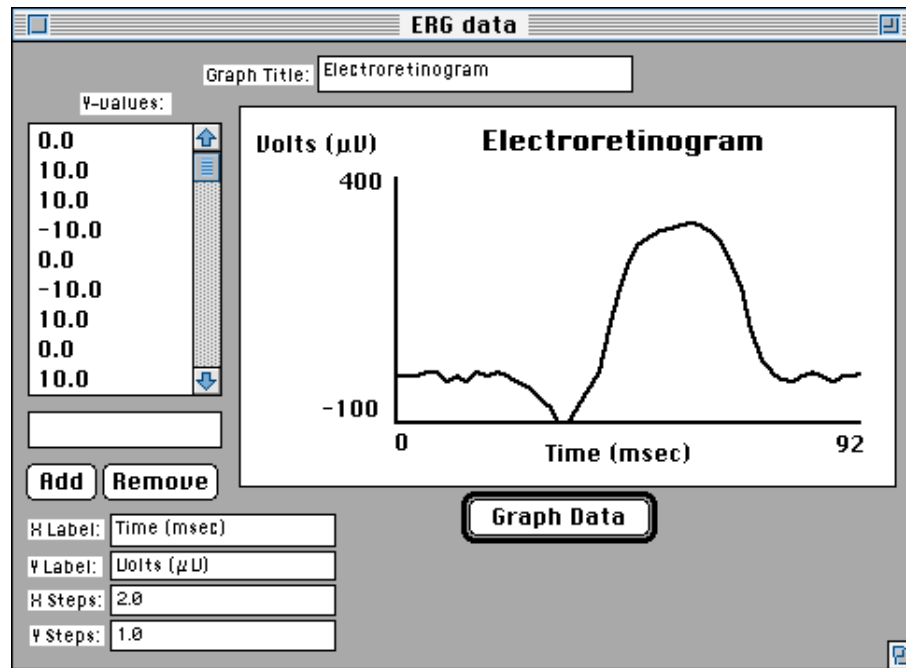 ERG data
Graph Title: Electroretinogram
Y-values:
0.0
10.0
10.0
-10.0
0.0
-10.0
10.0
0.0
10.0
Volts (µV)
Electroretinogram
400
-100
0
92
Time (msec)
Add
Remove
Graph Data
X Label: Time (msec)
Y Label: Volts (µV)
X Steps: 2.0
Y Steps: 1.0